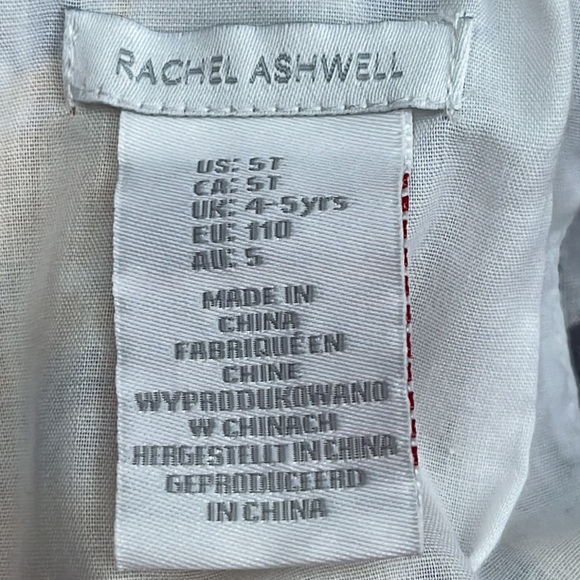 RACHEL ASHWELL
US: 5T
CA: 5T
UK: 4-5yrs
EU: 110
AU: 5
MADE IN
CHINA
FABRIQUÉ EN
CHINE
WYPRODUKOWANO
W CHINACH
HERGESTELLT IN CHINA
GEPRODUCEERD
IN CHINA